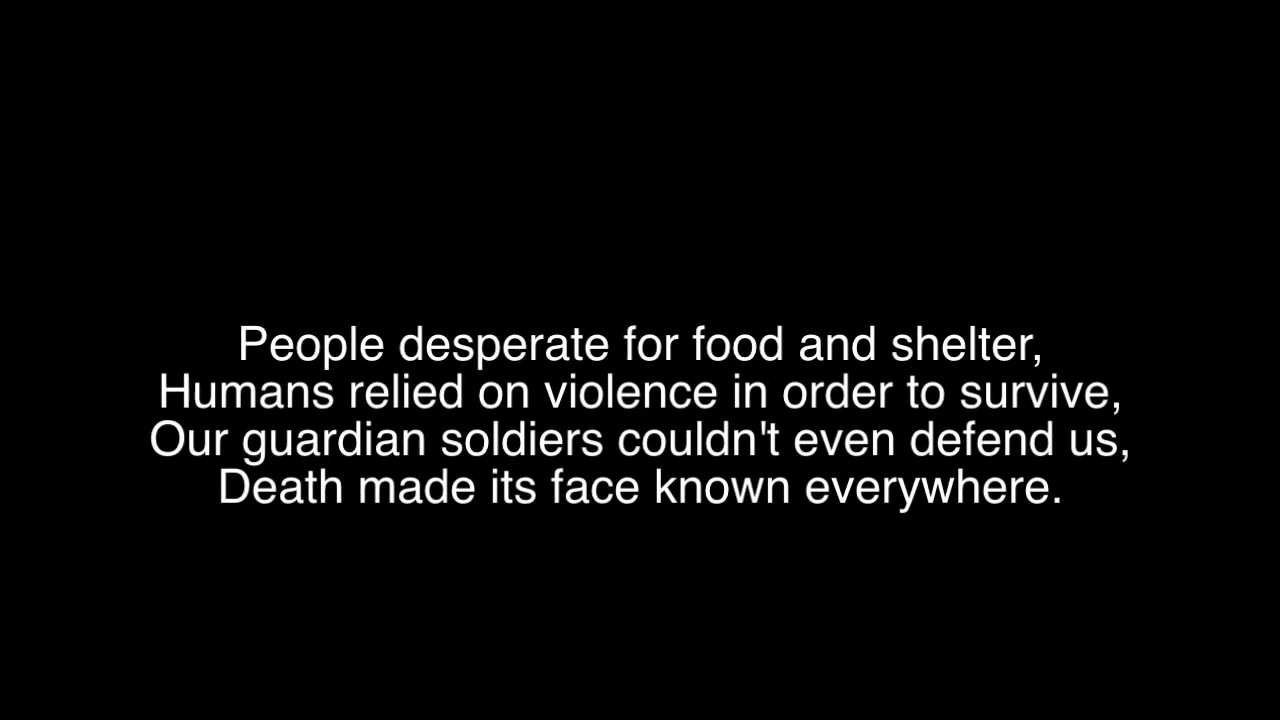 People desperate for food and shelter,
Humans relied on violence in order to survive,
Our guardian soldiers couldn't even defend us,
Death made its face known everywhere.